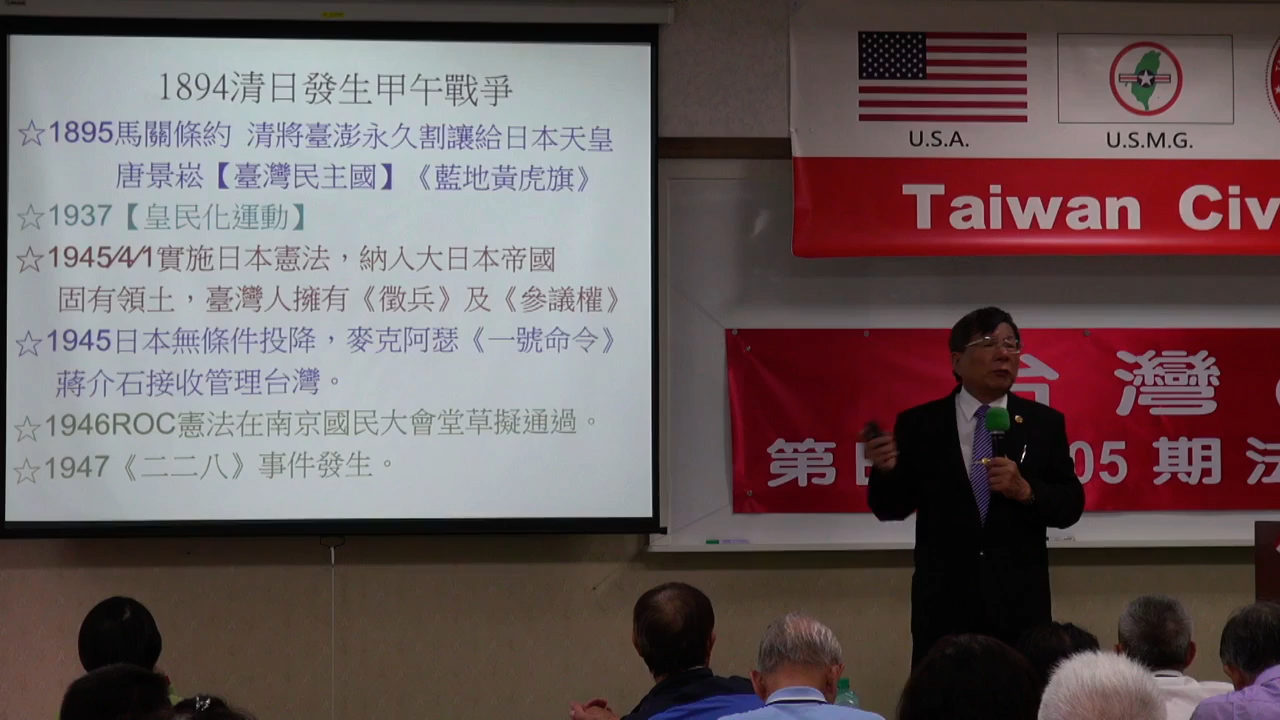 1894清日發生甲午戰爭
☆1895馬關條約 清將臺澎永久割讓給日本天皇
唐景崧【臺灣民主國】《藍地黃虎旗》
☆1937【皇民化運動】
☆1945/4/1實施日本憲法，納入大日本帝國
固有領土，臺灣人擁有《徵兵》及《參議權》
☆1945日本無條件投降，麥克阿瑟《一號命令》
蔣介石接收管理台灣。
☆1946ROC憲法在南京國民大會堂草擬通過。
☆1947《二二八》事件發生。
U.S.A.
U.S.M.G.
Taiwan Civ
台灣
第 05期法